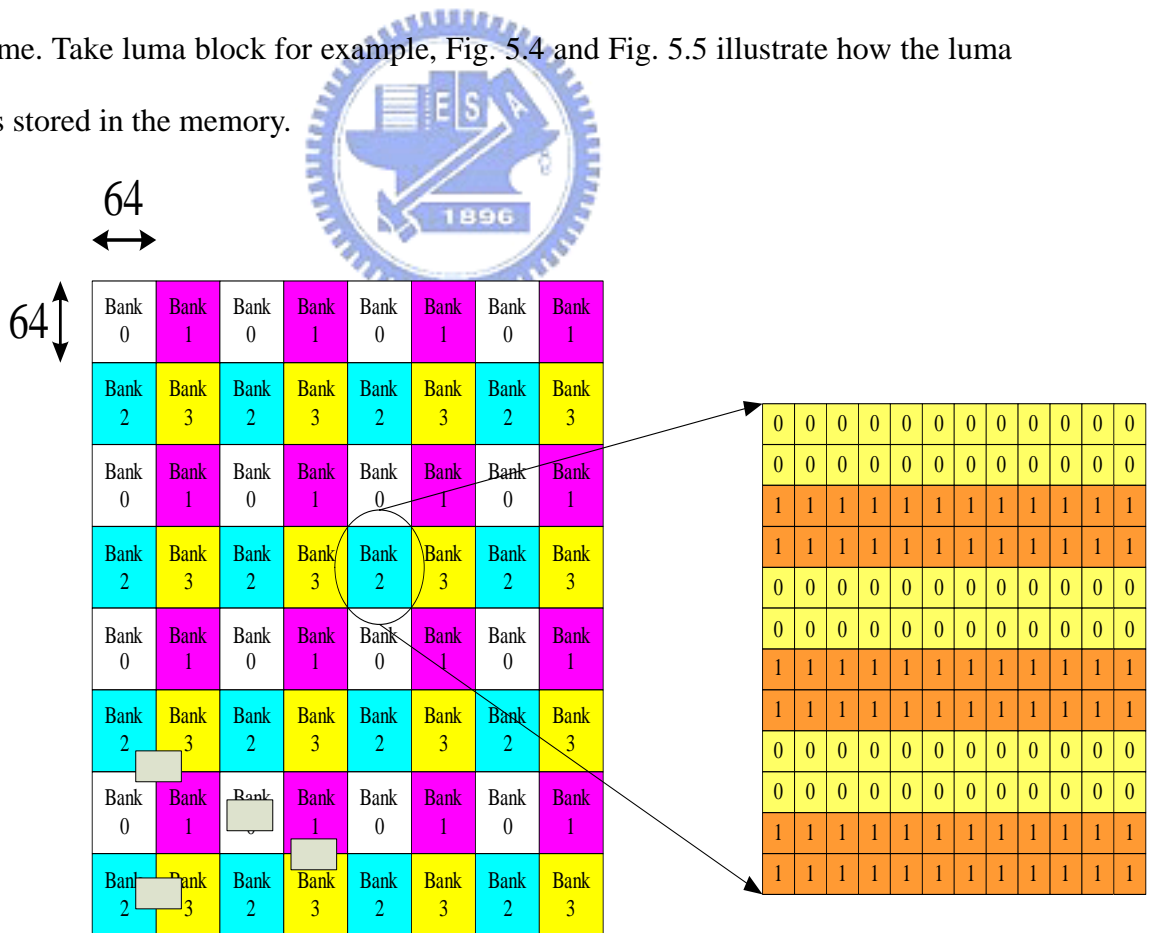 me. Take luma block for example, Fig. 5.4 and Fig. 5.5 illustrate how the luma
s stored in the memory.
E S A
1896
64
64
Bank Bank Bank Bank Bank Bank Bank Bank
0 1 0 1 0 1 0 1
Bank Bank Bank Bank Bank Bank Bank Bank
2 3 2 3 2 3 2 3
Bank Bank Bank Bank Bank Bank Bank Bank
0 1 0 1 0 1 0 1
Bank Bank Bank Bank Bank Bank Bank Bank
2 3 2 3 2 3 2 3
Bank Bank Bank Bank Bank Bank Bank Bank
0 1 0 1 0 1 0 1
Bank Bank Bank Bank Bank Bank Bank Bank
2 3 2 3 2 3 2 3
Bank Bank Bank Bank Bank Bank Bank Bank
0 1 1 0 1 0 1
Bank Bank Bank Bank Bank Bank Bank Bank
2 3 2 3 2 3 2 3
0 0 0 0 0 0 0 0 0 0 0 0
0 0 0 0 0 0 0 0 0 0 0 0
1 1 1 1 1 1 1 1 1 1 1 1
1 1 1 1 1 1 1 1 1 1 1 1
0 0 0 0 0 0 0 0 0 0 0 0
0 0 0 0 0 0 0 0 0 0 0 0
1 1 1 1 1 1 1 1 1 1 1 1
1 1 1 1 1 1 1 1 1 1 1 1
0 0 0 0 0 0 0 0 0 0 0 0
0 0 0 0 0 0 0 0 0 0 0 0
1 1 1 1 1 1 1 1 1 1 1 1
1 1 1 1 1 1 1 1 1 1 1 1